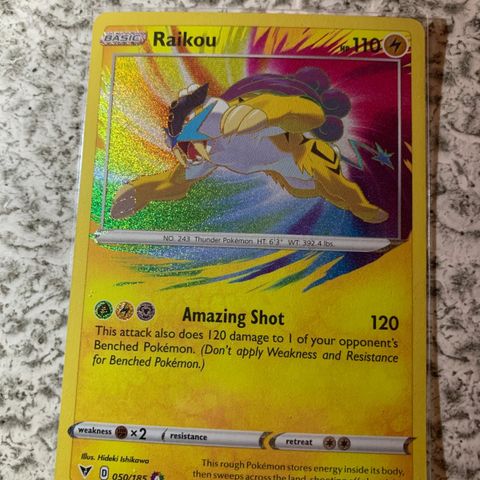 BASIC Raikou HP 110
NO. 243 Thunder Pokémon. HT: 6'3" WT: 392.4 lbs.
Amazing Shot 120
This attack also does 120 damage to 1 of your opponent's
Benched Pokémon. (Don't apply Weakness and Resistance
for Benched Pokémon.)
weakness ×2 resistance retreat
Illus. Hideki Ishikawa
D 050/185
This rough Pokémon stores energy inside its body,
then sweeps across the land, shooting off